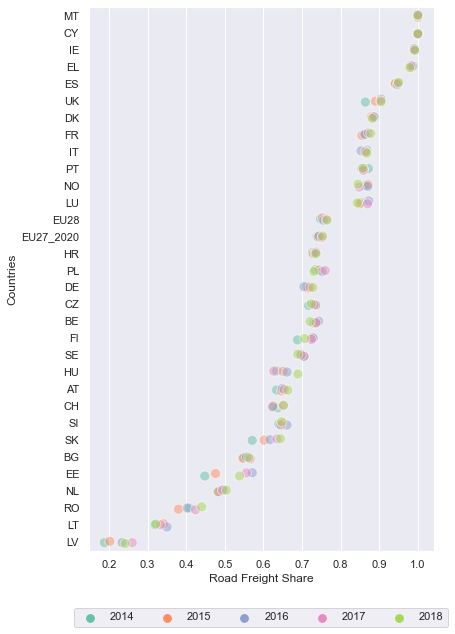 MT
CY
IE
EL
ES
UK
DK
FR
IT
PT
NO
LU
EU28
EU27_2020
HR
PL
DE
CZ
BE
FI
SE
HU
AT
CH
SI
SK
BG
EE
NL
RO
LT
LV
Countries
0.2 0.3 0.4 0.5 0.6 0.7 0.8 0.9 1.0
Road Freight Share
2014 2015 2016 2017 2018